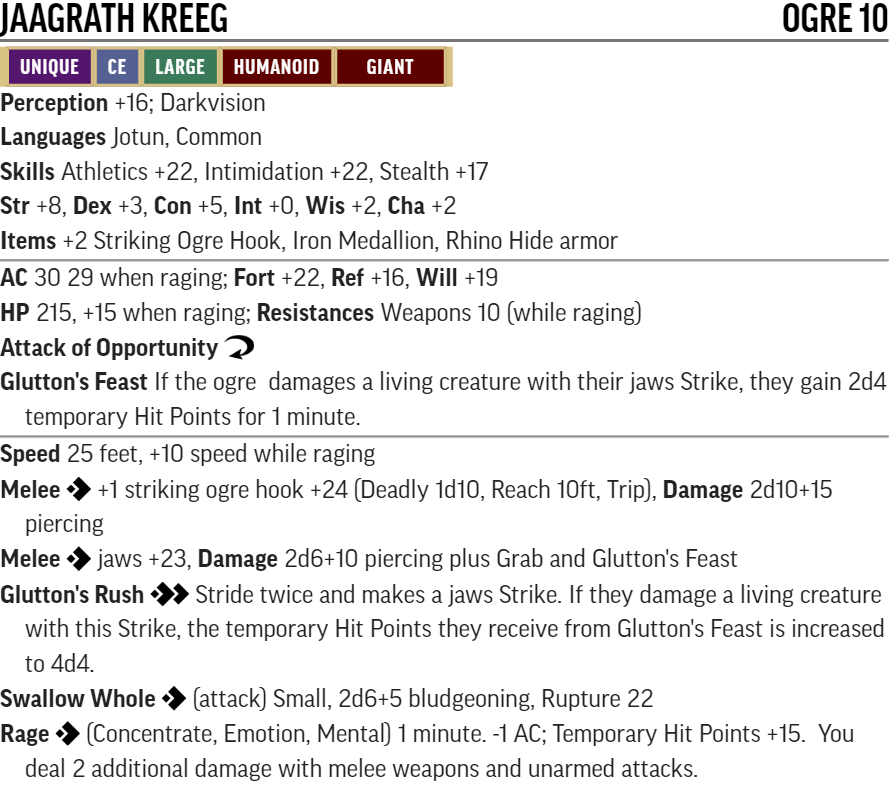 JAAGRATH KREEG OGRE 10
UNIQUE CE LARGE HUMANOID GIANT
Perception +16; Darkvision
Languages Jotun, Common
Skills Athletics +22, Intimidation +22, Stealth +17
Str +8, Dex +3, Con +5, Int +0, Wis +2, Cha +2
Items +2 Striking Ogre Hook, Iron Medallion, Rhino Hide armor
AC 30 29 when raging; Fort +22, Ref +16, Will +19
HP 215, +15 when raging; Resistances Weapons 10 (while raging)
Attack of Opportunity
Glutton's Feast If the ogre damages a living creature with their jaws Strike, they gain 2d4
temporary Hit Points for 1 minute.
Speed 25 feet, +10 speed while raging
Melee +1 striking ogre hook +24 (Deadly 1d10, Reach 10ft, Trip), Damage 2d10+15
piercing
Melee jaws +23, Damage 2d6+10 piercing plus Grab and Glutton's Feast
Glutton's Rush Stride twice and makes a jaws Strike. If they damage a living creature
with this Strike, the temporary Hit Points they receive from Glutton's Feast is increased
to 4d4.
Swallow Whole (attack) Small, 2d6+5 bludgeoning, Rupture 22
Rage (Concentrate, Emotion, Mental) 1 minute. -1 AC; Temporary Hit Points +15. You
deal 2 additional damage with melee weapons and unarmed attacks.